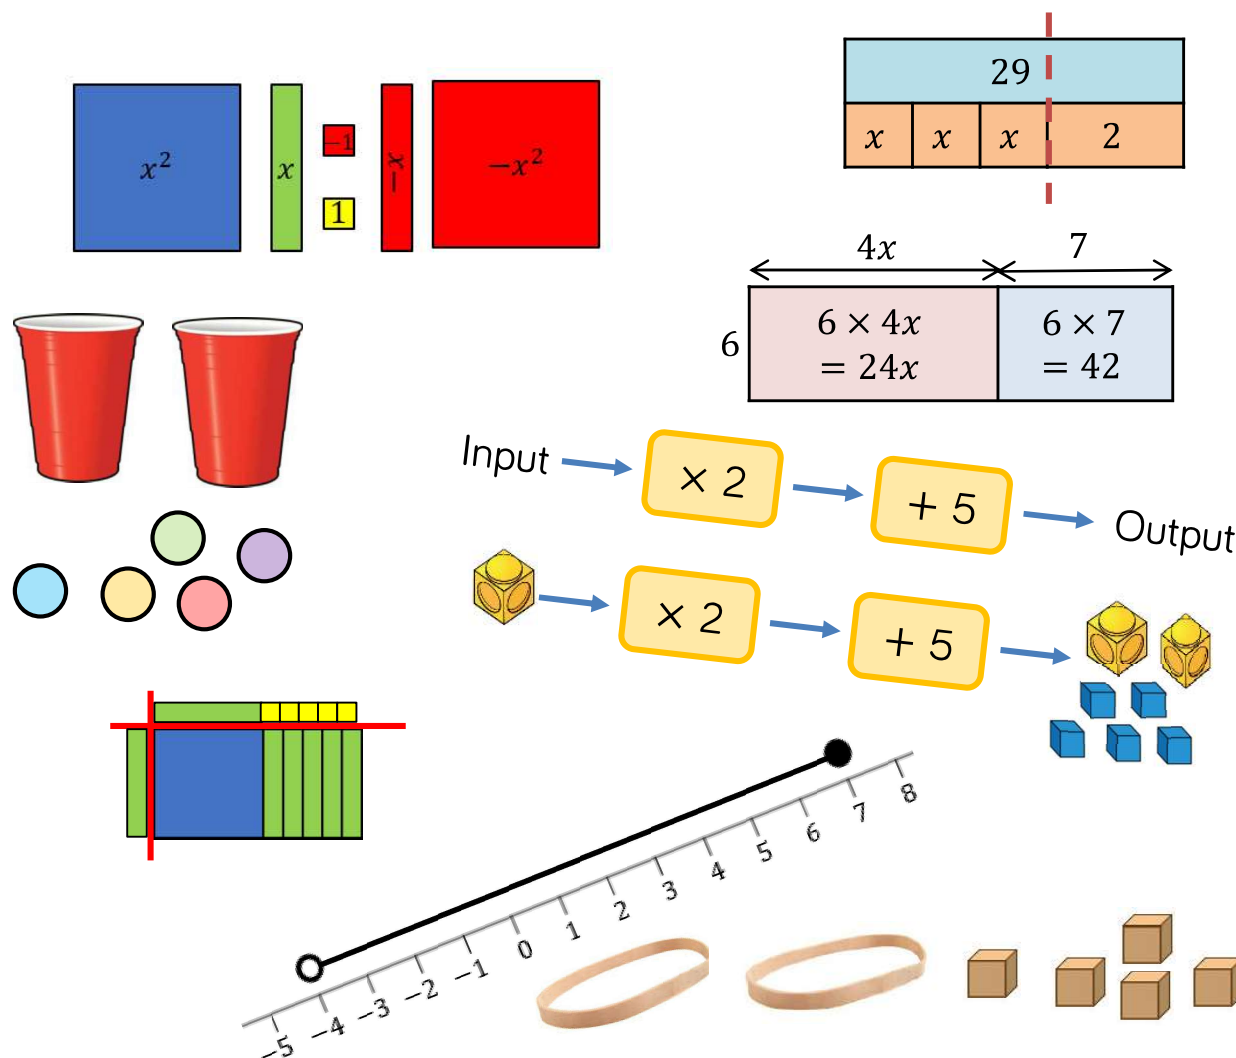 x²
x
−1
1
−x
−x²
29
x x x 2
4x 7
6
6 × 4x
= 24x
6 × 7
= 42
Input × 2 + 5 Output
× 2 + 5
−5 −4 −3 −2 −1 0 1 2 3 4 5 6 7 8